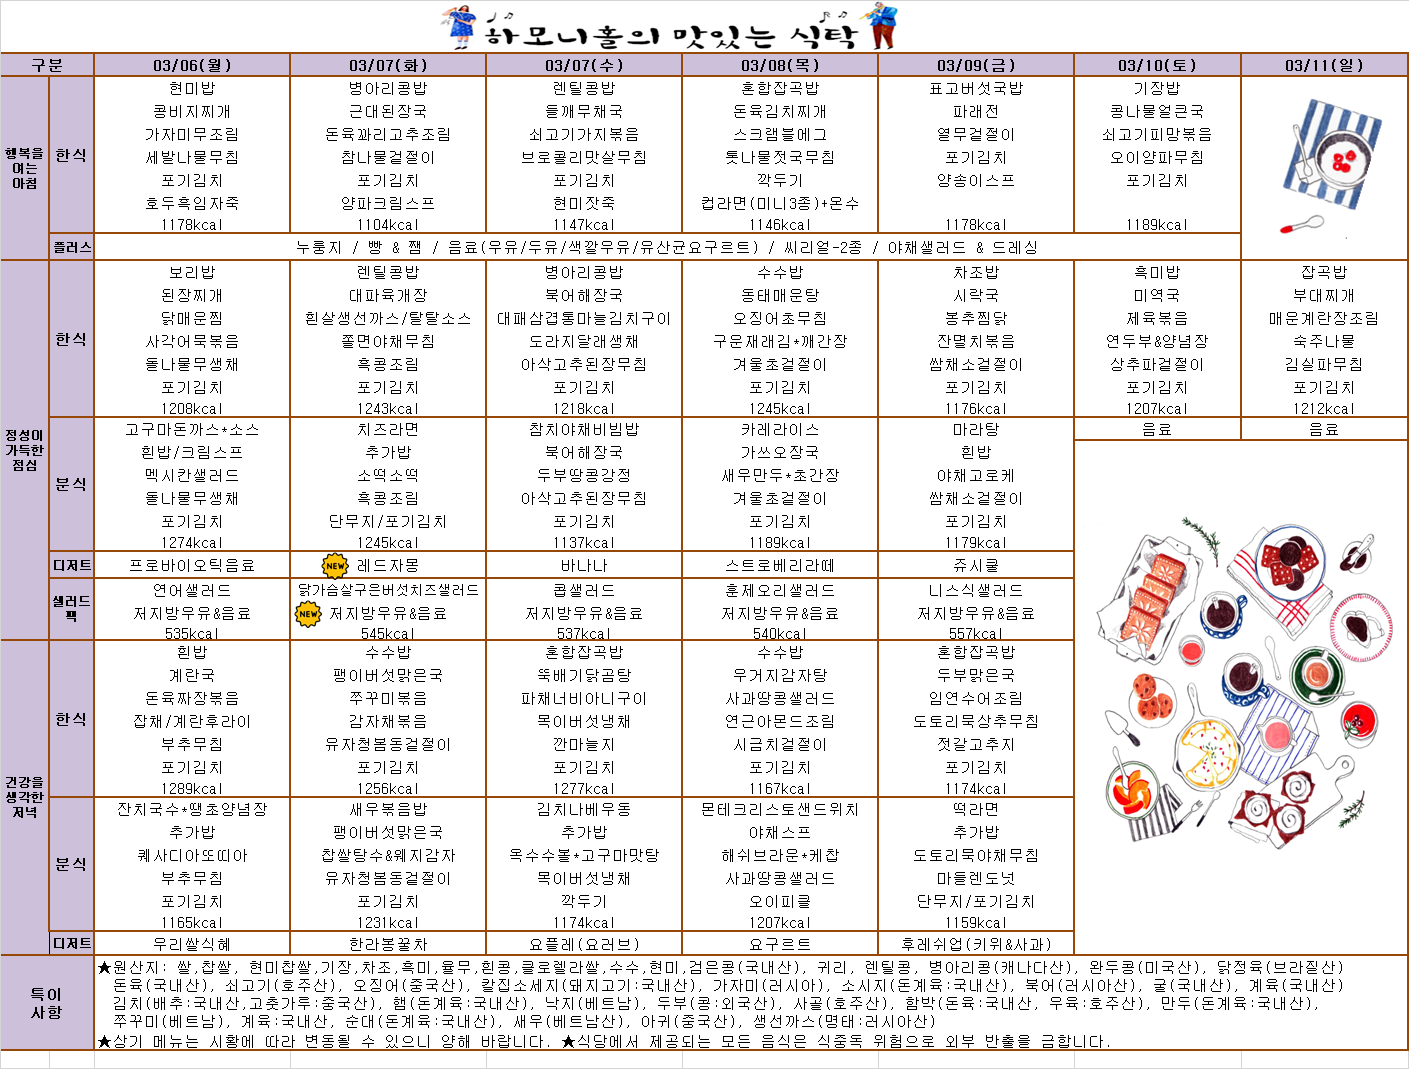 하모니홀의 맛있는 식탁
구분 03/06(월) 03/07(화) 03/07(수) 03/08(목) 03/09(금) 03/10(토) 03/11(일)
행복을 여는 아침
한식
현미밥 병아리콩밥 렌틸콩밥 혼합잡곡밥 표고버섯국밥 기장밥
콩비지찌개 근대된장국 들깨무채국 돈육김치찌개 파래전 콩나물얼큰국
가자미무조림 돈육꽈리고추조림 쇠고기가지볶음 스크램블에그 열무겉절이 쇠고기피망볶음
세발나물무침 참나물겉절이 브로콜리맛살무침 톳나물젓국무침 포기김치 오이양파무침
포기김치 포기김치 포기김치 깍두기 양송이스프 포기김치
호두흑임자죽 양파크림스프 현미잣죽 컵라면(미니3종)+온수
1178kcal 1104kcal 1147kcal 1146kcal 1178kcal 1189kcal
플러스 누룽지 / 빵 & 잼 / 음료(우유/두유/색깔우유/유산균요구르트) / 씨리얼-2종 / 야채샐러드 & 드레싱
정성이 가득한 점심
한식
보리밥 렌틸콩밥 병아리콩밥 수수밥 차조밥 흑미밥 잡곡밥
된장찌개 대파육개장 북어해장국 동태매운탕 시락국 미역국 부대찌개
닭매운찜 흰살생선까스/탈탈소스 대패삼겹통마늘김치구이 오징어초무침 봉추찜닭 제육볶음 매운계란장조림
사각어묵볶음 쫄면야채무침 도라지달래생채 구운재래김*깨간장 잔멸치볶음 연두부&양념장 숙주나물
돌나물무생채 흑콩조림 아삭고추된장무침 겨울초겉절이 쌈채소겉절이 상추파겉절이 김실파무침
포기김치 포기김치 포기김치 포기김치 포기김치 포기김치 포기김치
1208kcal 1243kcal 1218kcal 1245kcal 1176kcal 1207kcal 1212kcal
분식
고구마돈까스*소스 치즈라면 참치야채비빔밥 카레라이스 마라탕 음료 음료
흰밥/크림스프 추가밥 북어해장국 가쓰오장국 흰밥
멕시칸샐러드 소떡소떡 두부땅콩강정 새우만두*초간장 야채고로케
돌나물무생채 흑콩조림 아삭고추된장무침 겨울초겉절이 쌈채소겉절이
포기김치 단무지/포기김치 포기김치 포기김치 포기김치
1274kcal 1245kcal 1137kcal 1189kcal 1179kcal
디저트 프로바이오틱음료 NEW 레드자몽 바나나 스트로베리라떼 쥬시쿨
샐러드 팩
연어샐러드 닭가슴살구운버섯치즈샐러드 콥샐러드 훈제오리샐러드 니스식샐러드
저지방우유&음료 NEW 저지방우유&음료 저지방우유&음료 저지방우유&음료 저지방우유&음료
535kcal 545kcal 537kcal 540kcal 557kcal
건강을 생각한 저녁
한식
흰밥 수수밥 혼합잡곡밥 수수밥 혼합잡곡밥
계란국 팽이버섯맑은국 뚝배기닭곰탕 우거지감자탕 두부맑은국
돈육짜장볶음 쭈꾸미볶음 파채너비아니구이 사과땅콩샐러드 임연수어조림
잡채/계란후라이 감자채볶음 목이버섯냉채 연근아몬드조림 도토리묵상추무침
부추무침 유자청봄동겉절이 깐마늘지 시금치겉절이 젓갈고추지
포기김치 포기김치 포기김치 포기김치 포기김치
1289kcal 1256kcal 1277kcal 1167kcal 1174kcal
분식
잔치국수*땡초양념장 새우볶음밥 김치나베우동 몬테크리스토샌드위치 떡라면
추가밥 팽이버섯맑은국 추가밥 야채스프 추가밥
퀘사디아또띠아 찹쌀탕수&웨지감자 옥수수볼*고구마맛탕 해쉬브라운*케찹 도토리묵야채무침
부추무침 유자청봄동겉절이 목이버섯냉채 사과땅콩샐러드 마들렌도넛
포기김치 포기김치 깍두기 오이피클 단무지/포기김치
1165kcal 1231kcal 1174kcal 1207kcal 1159kcal
디저트 우리쌀식혜 한라봉꿀차 요플레(요러브) 요구르트 후레쉬업(키위&사과)
특이 사항
★원산지: 쌀,찹쌀, 현미찹쌀,기장,차조,흑미,율무,흰콩,클로렐라쌀,수수,현미,검은콩(국내산), 귀리, 렌틸콩, 병아리콩(캐나다산), 완두콩(미국산), 닭정육(브라질산)
돈육(국내산), 쇠고기(호주산), 오징어(중국산), 칼집소세지(돼지고기:국내산), 가자미(러시아), 소시지(돈계육:국내산), 북어(러시아산), 굴(국내산), 계육(국내산)
김치(배추:국내산,고춧가루:중국산), 햄(돈계육:국내산), 낙지(베트남), 두부(콩:외국산), 사골(호주산), 함박(돈육:국내산, 우육:호주산), 만두(돈계육:국내산),
쭈꾸미(베트남), 계육:국내산, 순대(돈계육:국내산), 새우(베트남산), 아귀(중국산), 생선까스(명태:러시아산)
★상기 메뉴는 시황에 따라 변동될 수 있으니 양해 바랍니다. ★식당에서 제공되는 모든 음식은 식중독 위험으로 외부 반출을 금합니다.